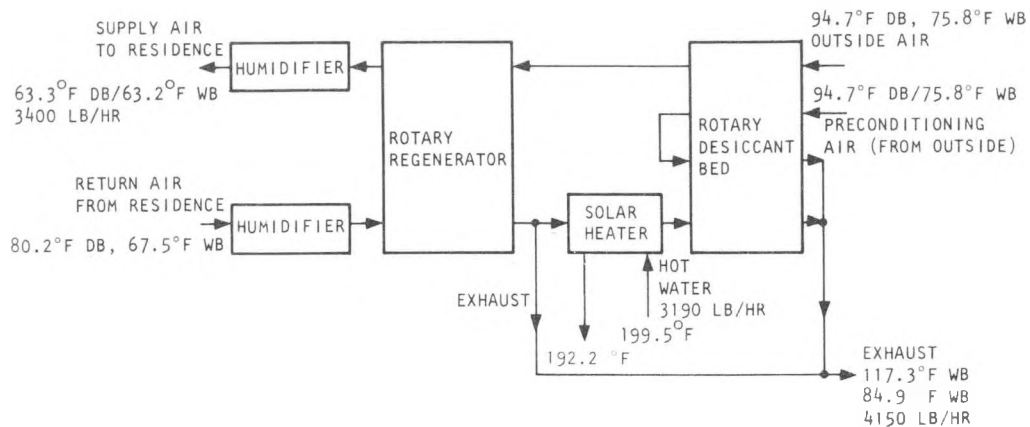 SUPPLY AIR
TO RESIDENCE
HUMIDIFIER
63.3°F DB/63.2°F WB
3400 LB/HR
RETURN AIR
FROM RESIDENCE
HUMIDIFIER
80.2°F DB, 67.5°F WB
ROTARY
REGENERATOR
EXHAUST
SOLAR
HEATER
HOT
WATER
3190 LB/HR
199.5°F
192.2 °F
ROTARY
DESICCANT
BED
94.7°F DB, 75.8°F WB
OUTSIDE AIR
94.7°F DB/75.8°F WB
PRECONDITIONING
AIR (FROM OUTSIDE)
EXHAUST
117.3°F WB
84.9 F WB
4150 LB/HR